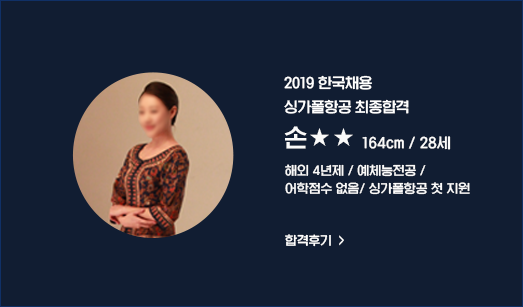 2019 한국채용
싱가폴항공 최종합격
손★★ 164cm / 28세
해외 4년제 / 예체능전공 /
어학점수 없음/ 싱가폴항공 첫 지원
합격후기 >